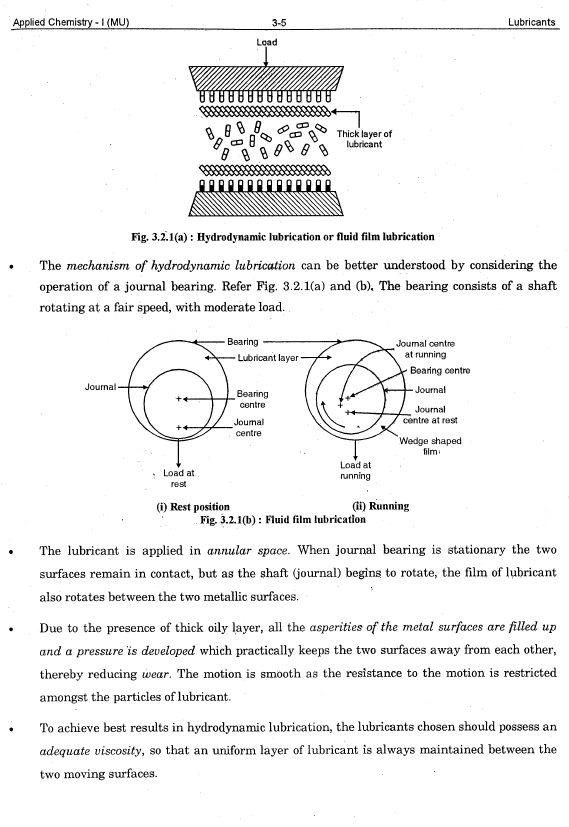 Applied Chemistry - I (MU) 3-5 Lubricants
Load
Thick layer of
lubricant
Fig. 3.2.1(a) : Hydrodynamic lubrication or fluid film lubrication
• The mechanism of hydrodynamic lubrication can be better understood by considering the
operation of a journal bearing. Refer Fig. 3.2.1(a) and (b). The bearing consists of a shaft
rotating at a fair speed, with moderate load.
Bearing
Lubricant layer
Journal
Bearing
centre
Journal
centre
Load at
rest
Journal centre
at running
Bearing centre
Journal
Journal
centre at rest
Wedge shaped
film
Load at
running
(i) Rest position (ii) Running
Fig. 3.2.1(b) : Fluid film lubrication
• The lubricant is applied in annular space. When journal bearing is stationary the two
surfaces remain in contact, but as the shaft (journal) begins to rotate, the film of lubricant
also rotates between the two metallic surfaces.
• Due to the presence of thick oily layer, all the asperities of the metal surfaces are filled up
and a pressure is developed which practically keeps the two surfaces away from each other,
thereby reducing wear. The motion is smooth as the resistance to the motion is restricted
amongst the particles of lubricant.
• To achieve best results in hydrodynamic lubrication, the lubricants chosen should possess an
adequate viscosity, so that an uniform layer of lubricant is always maintained between the
two moving surfaces.